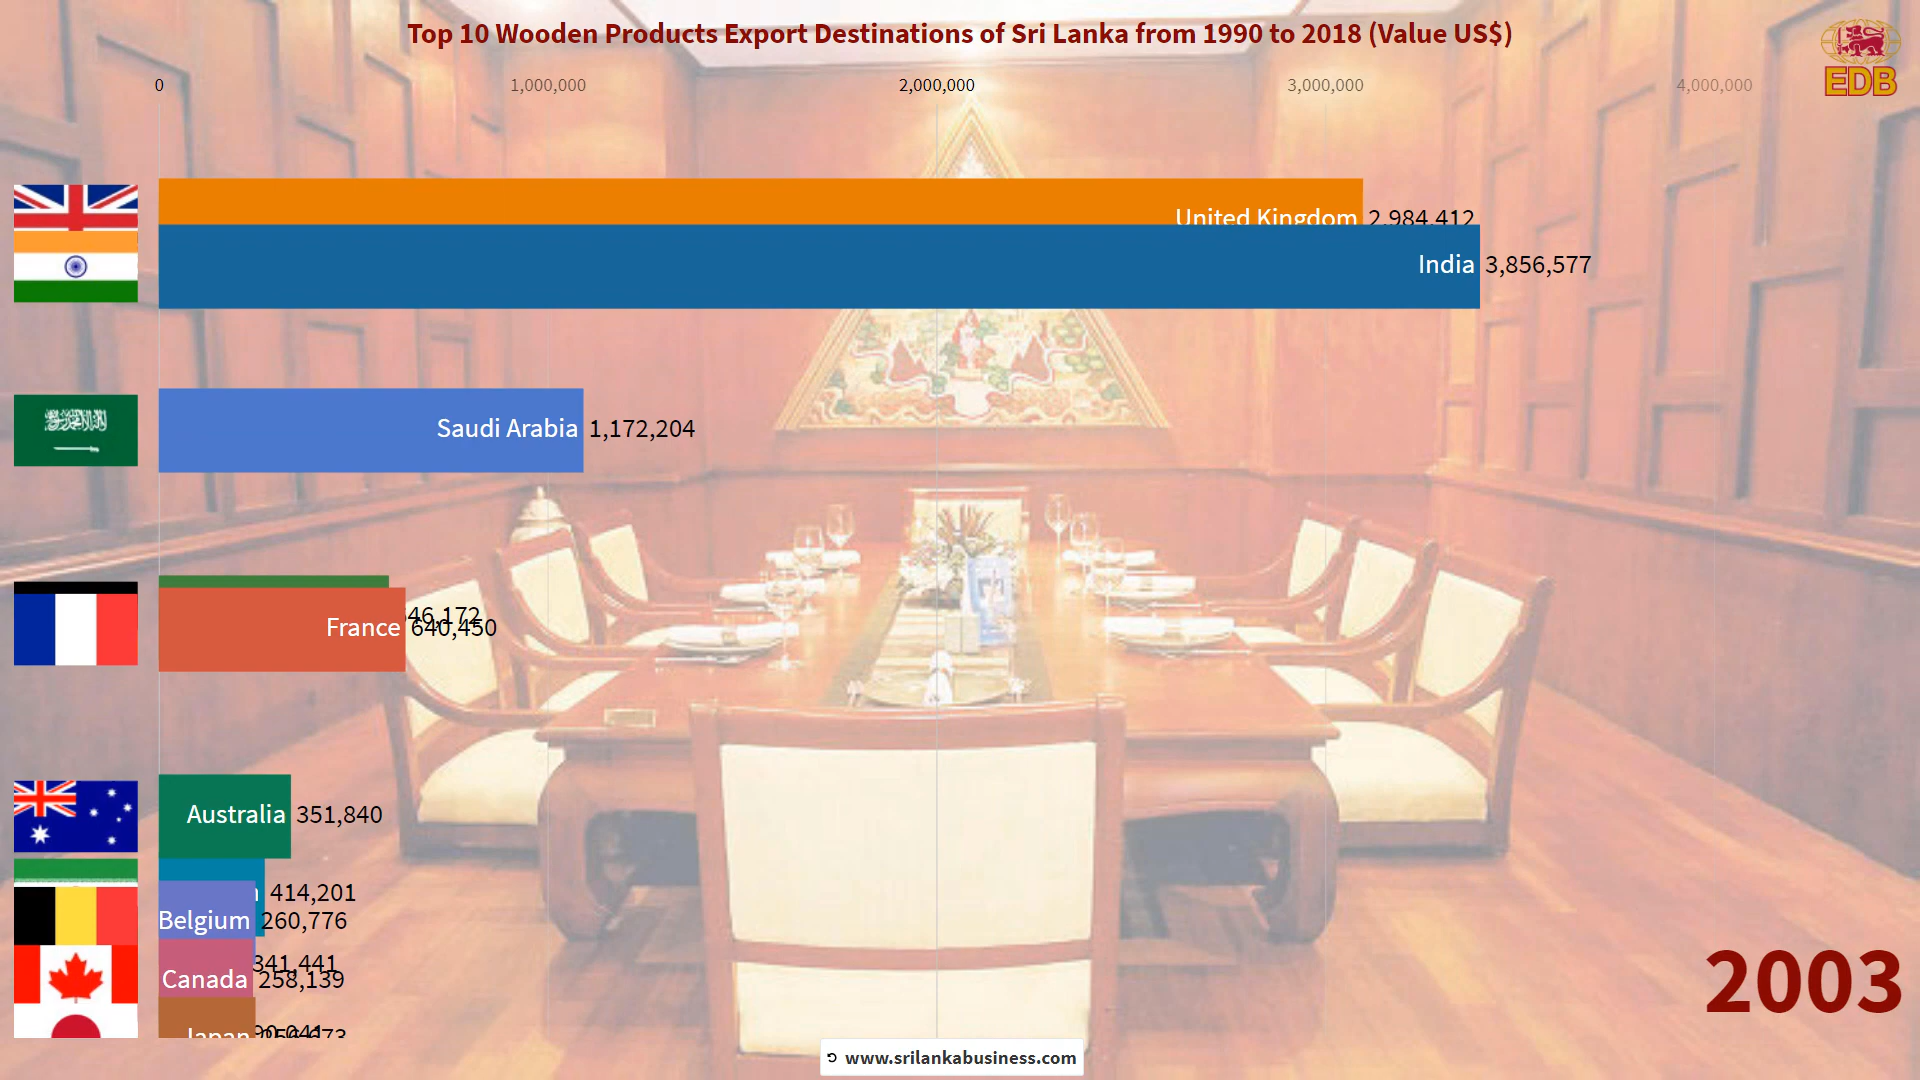 Top 10 Wooden Products Export Destinations of Sri Lanka from 1990 to 2018 (Value US$)
EDB
0 1,000,000 2,000,000 3,000,000 4,000,000
United Kingdom 2,984,412
India 3,856,577
Saudi Arabia 1,172,204
46,172
France 640,450
Australia 351,840
414,201
Belgium 260,776
341,441
Canada 258,139
Japan
2003
www.srilankabusiness.com